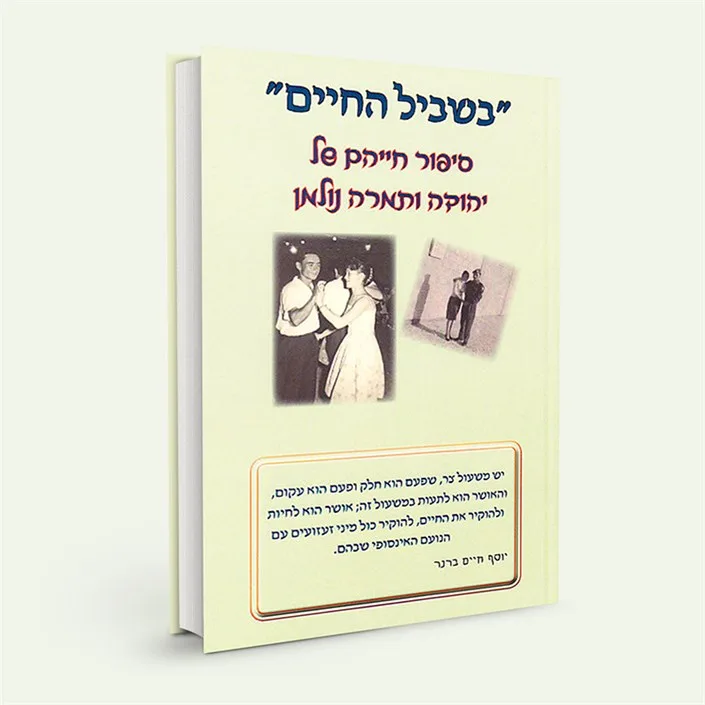 "בשביל החיים"
סיפור חייהם של
יהודה ותמרה נולמן
יש משעול צר, שפעם הוא חלק ופעם הוא עקום,
והאושר הוא לתעות במשעול זה; אושר הוא לחיות
ולהוקיר את החיים, להוקיר כול מיני זעזועים עם
הנועם האינסופי שבהם.
יוסף חיים ברנר